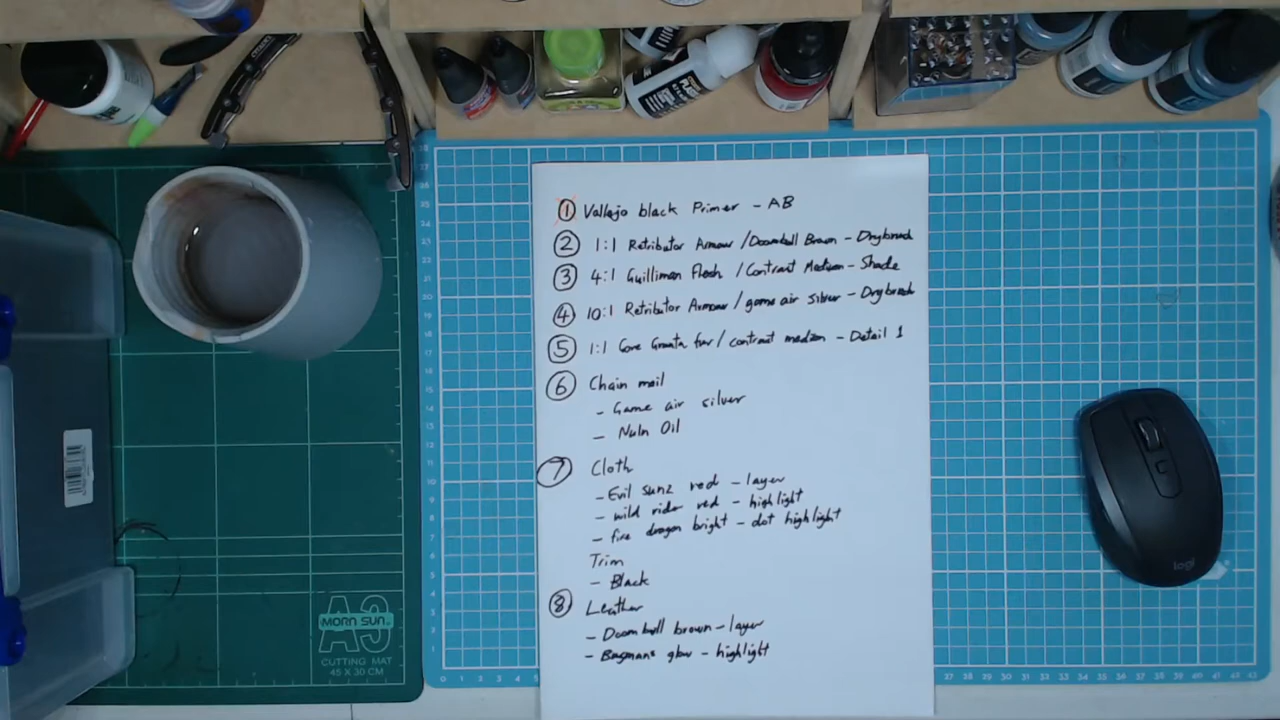 ① Vallejo black Primer - AB
② 1:1 Retributor Armour / Doombull Brown - Drybrush
③ 4:1 Guilliman Flesh / Contrast Medium - Shade
④ 10:1 Retributor Armour / game air silver - Drybrush
⑤ 1:1 Gore Grunta fur / contrast medium - Detail 1
⑥ Chain mail
- Game air silver
- Nuln Oil
⑦ Cloth
- Evil sunz red - layer
- wild rider red - highlight
- fire dragon bright - dot highlight
Trim
- Black
⑧ Leather
- Doombull brown - layer
- Bugmans glow - highlight
A3
MORN SUN
CUTTING MAT
45 X 30 CM
logi